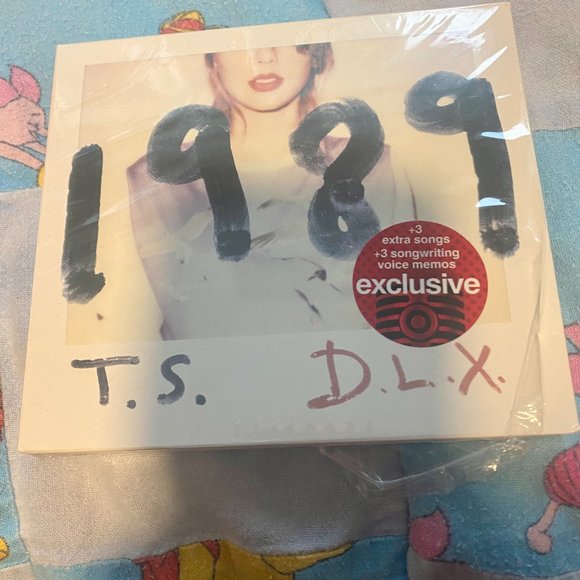 1989
+3
extra songs
+3 songwriting
voice memos
exclusive
T.S. D.L.X.